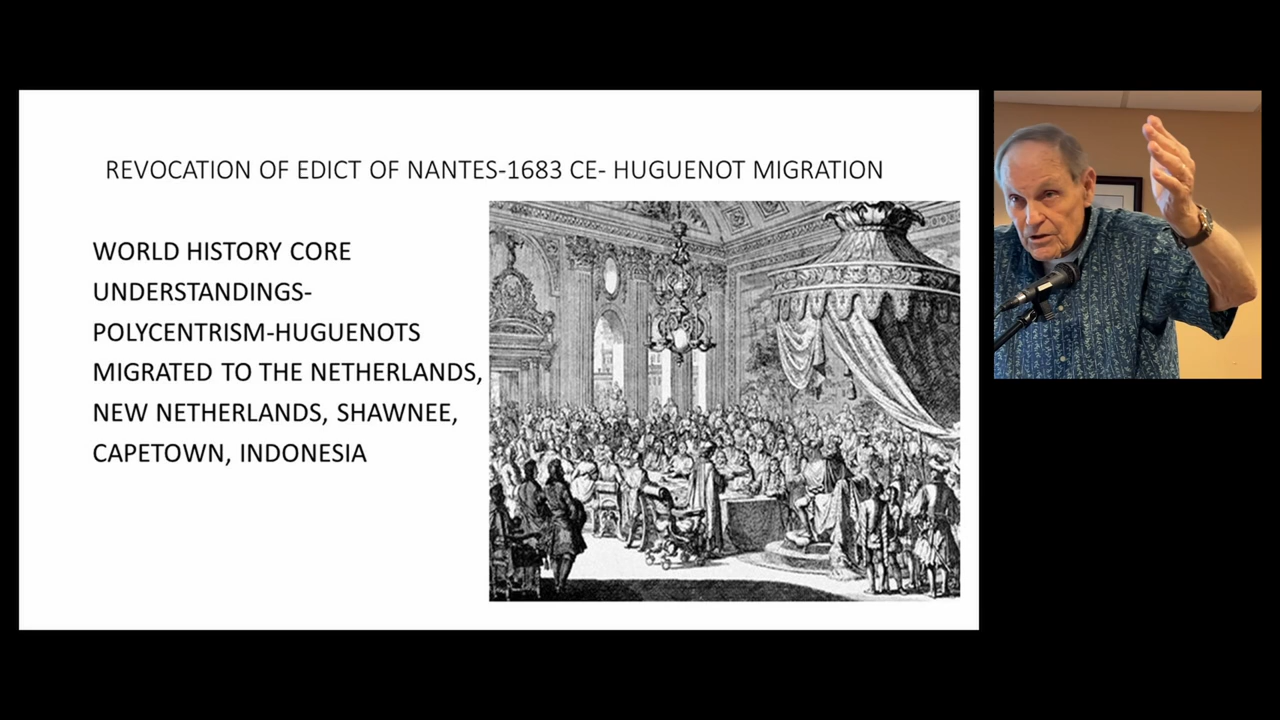 REVOCATION OF EDICT OF NANTES-1683 CE- HUGUENOT MIGRATION
WORLD HISTORY CORE
UNDERSTANDINGS-
POLYCENTRISM-HUGUENOTS
MIGRATED TO THE NETHERLANDS,
NEW NETHERLANDS, SHAWNEE,
CAPETOWN, INDONESIA